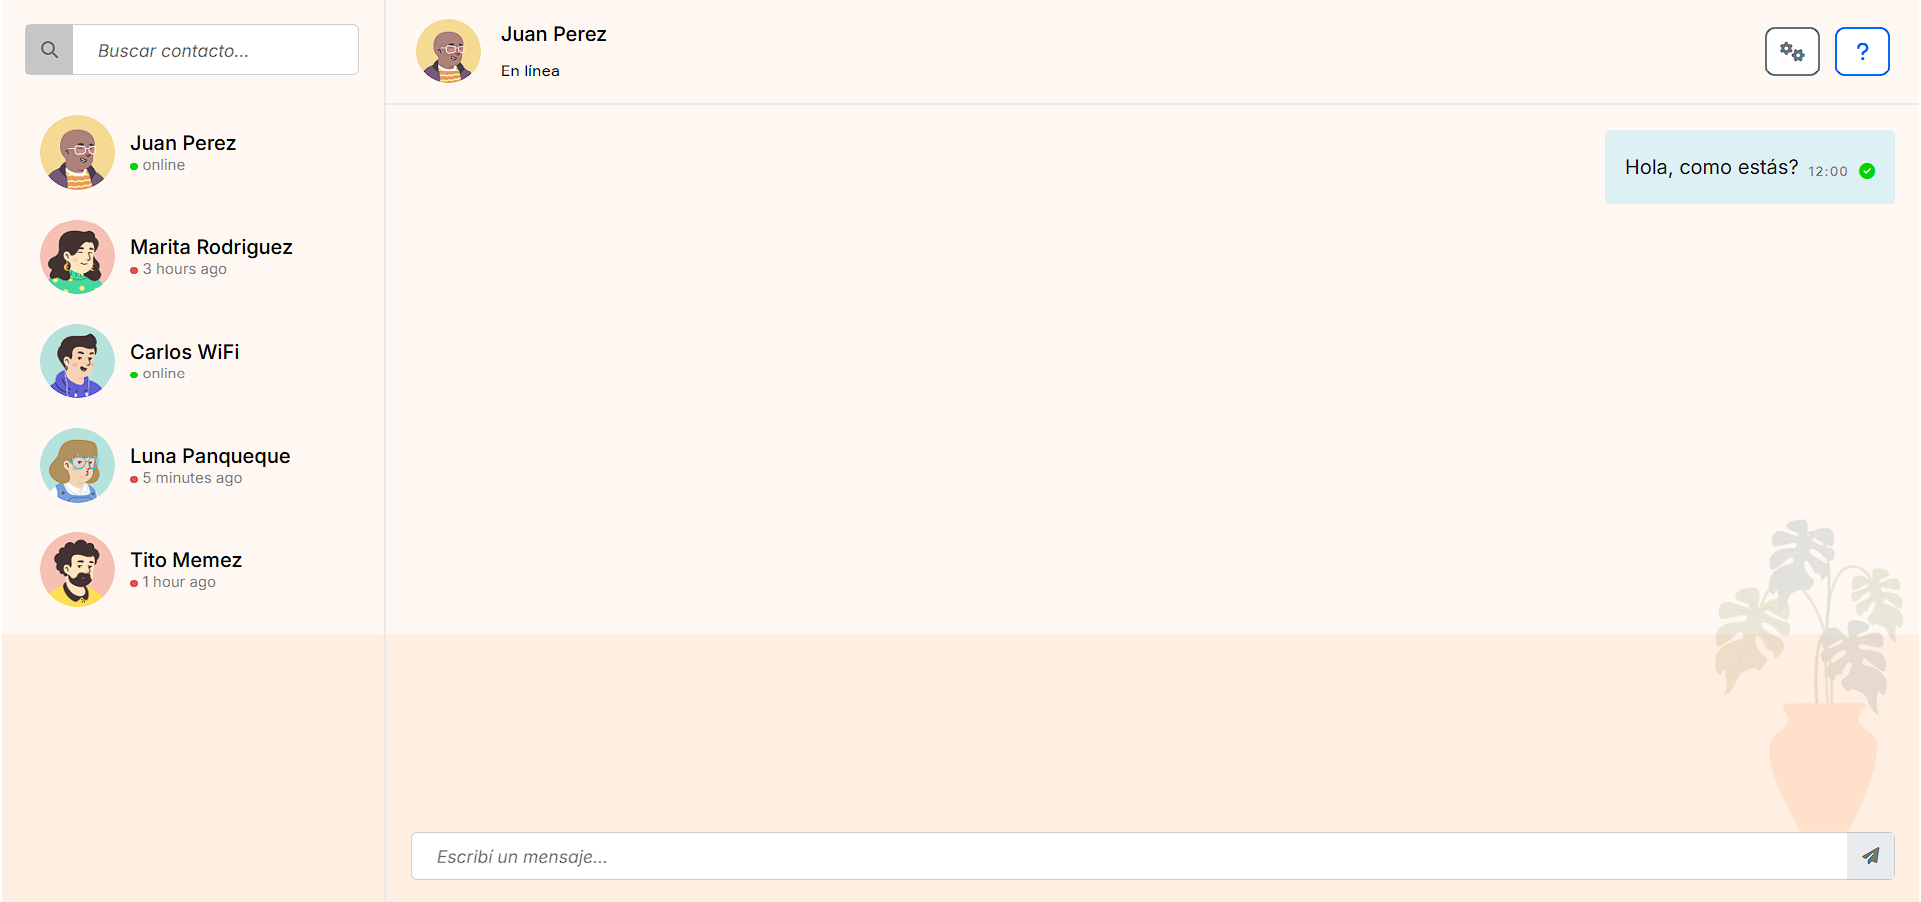 Buscar contacto...
Juan Perez
online
Marita Rodriguez
3 hours ago
Carlos WiFi
online
Luna Panqueque
5 minutes ago
Tito Memez
1 hour ago
Juan Perez
En línea
?
Hola, como estás? 12:00
Escribí un mensaje...